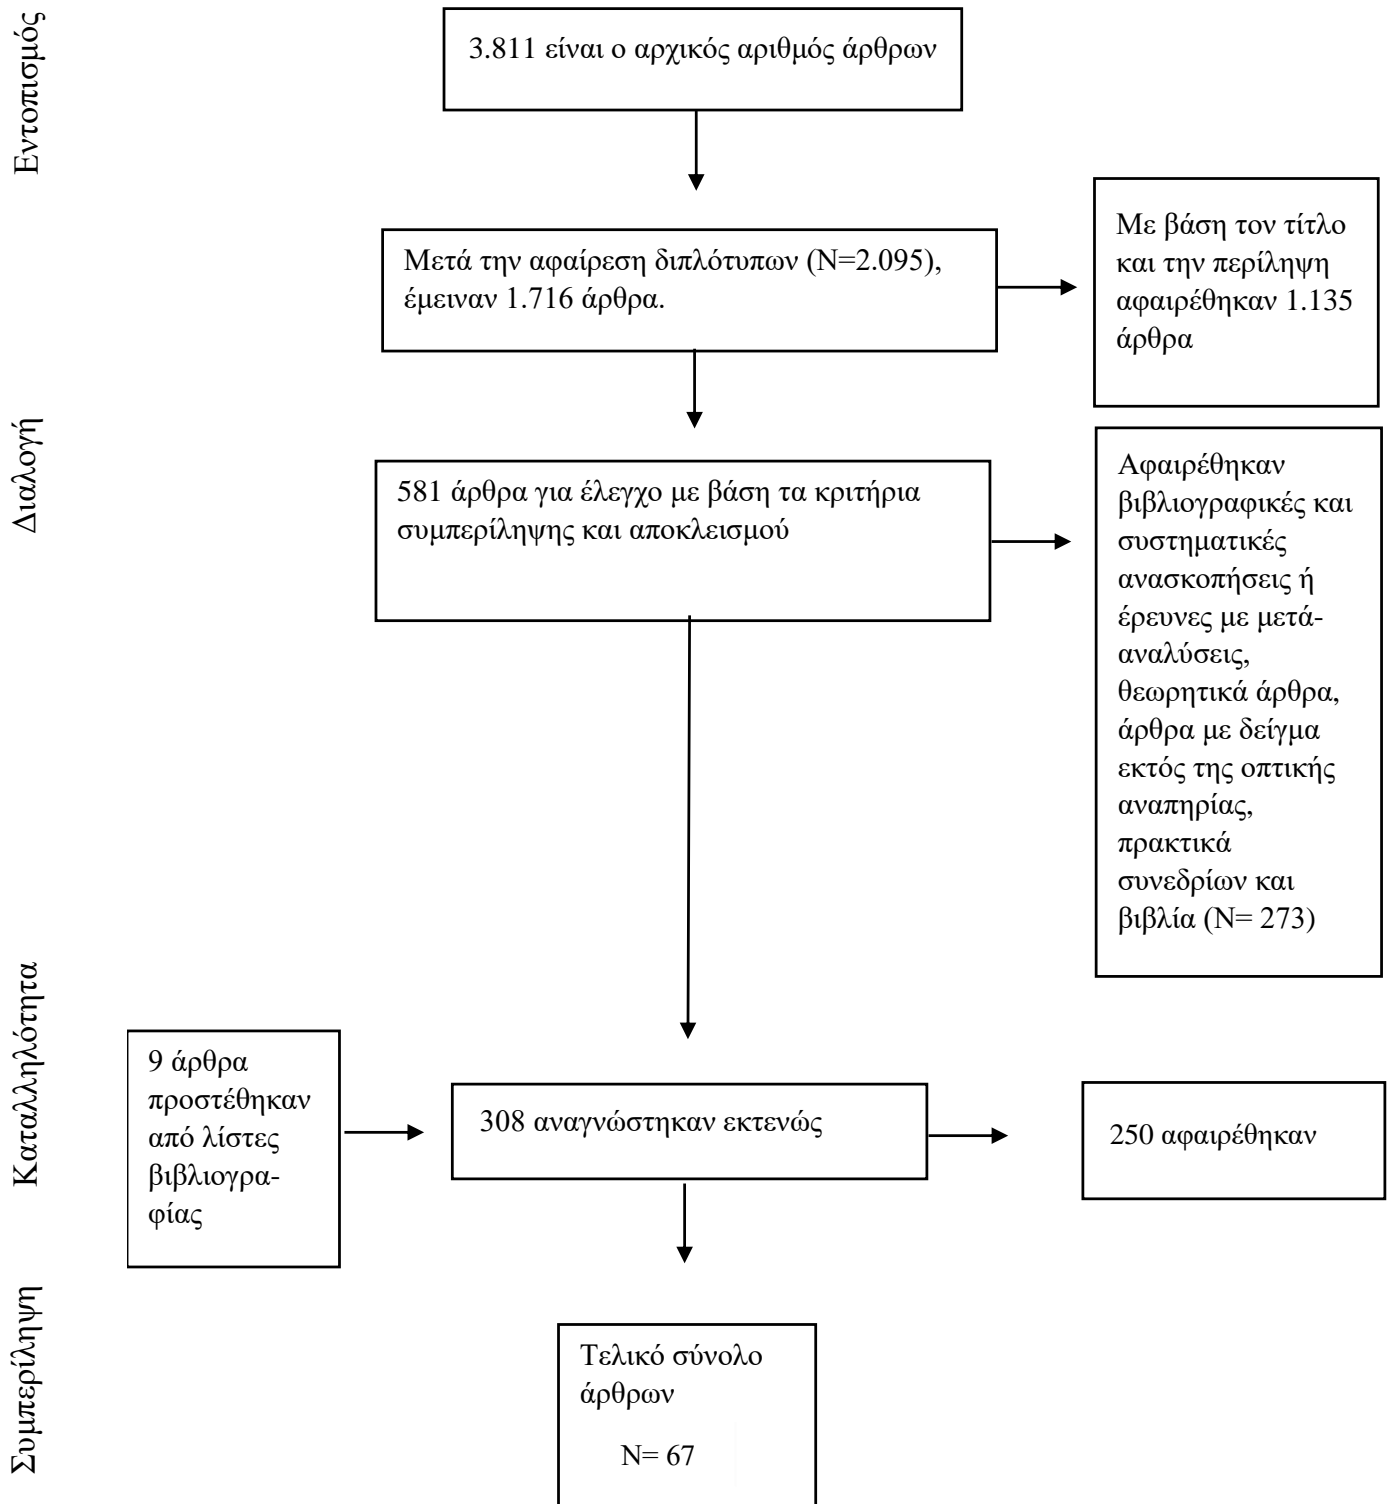 Εντοπισμός
3.811 είναι ο αρχικός αριθμός άρθρων
Μετά την αφαίρεση διπλότυπων (Ν=2.095),
έμειναν 1.716 άρθρα.
Με βάση τον τίτλο
και την περίληψη
αφαιρέθηκαν 1.135
άρθρα
Διαλογή
581 άρθρα για έλεγχο με βάση τα κριτήρια
συμπερίληψης και αποκλεισμού
Αφαιρέθηκαν
βιβλιογραφικές και
συστηματικές
ανασκοπήσεις ή
έρευνες με μετά-
αναλύσεις,
θεωρητικά άρθρα,
άρθρα με δείγμα
εκτός της οπτικής
αναπηρίας,
πρακτικά
συνεδρίων και
βιβλία (Ν= 273)
Καταλληλότητα
9 άρθρα
προστέθηκαν
από λίστες
βιβλιογρα-
φίας
308 αναγνώστηκαν εκτενώς
250 αφαιρέθηκαν
Συμπερίληψη
Τελικό σύνολο
άρθρων
Ν= 67